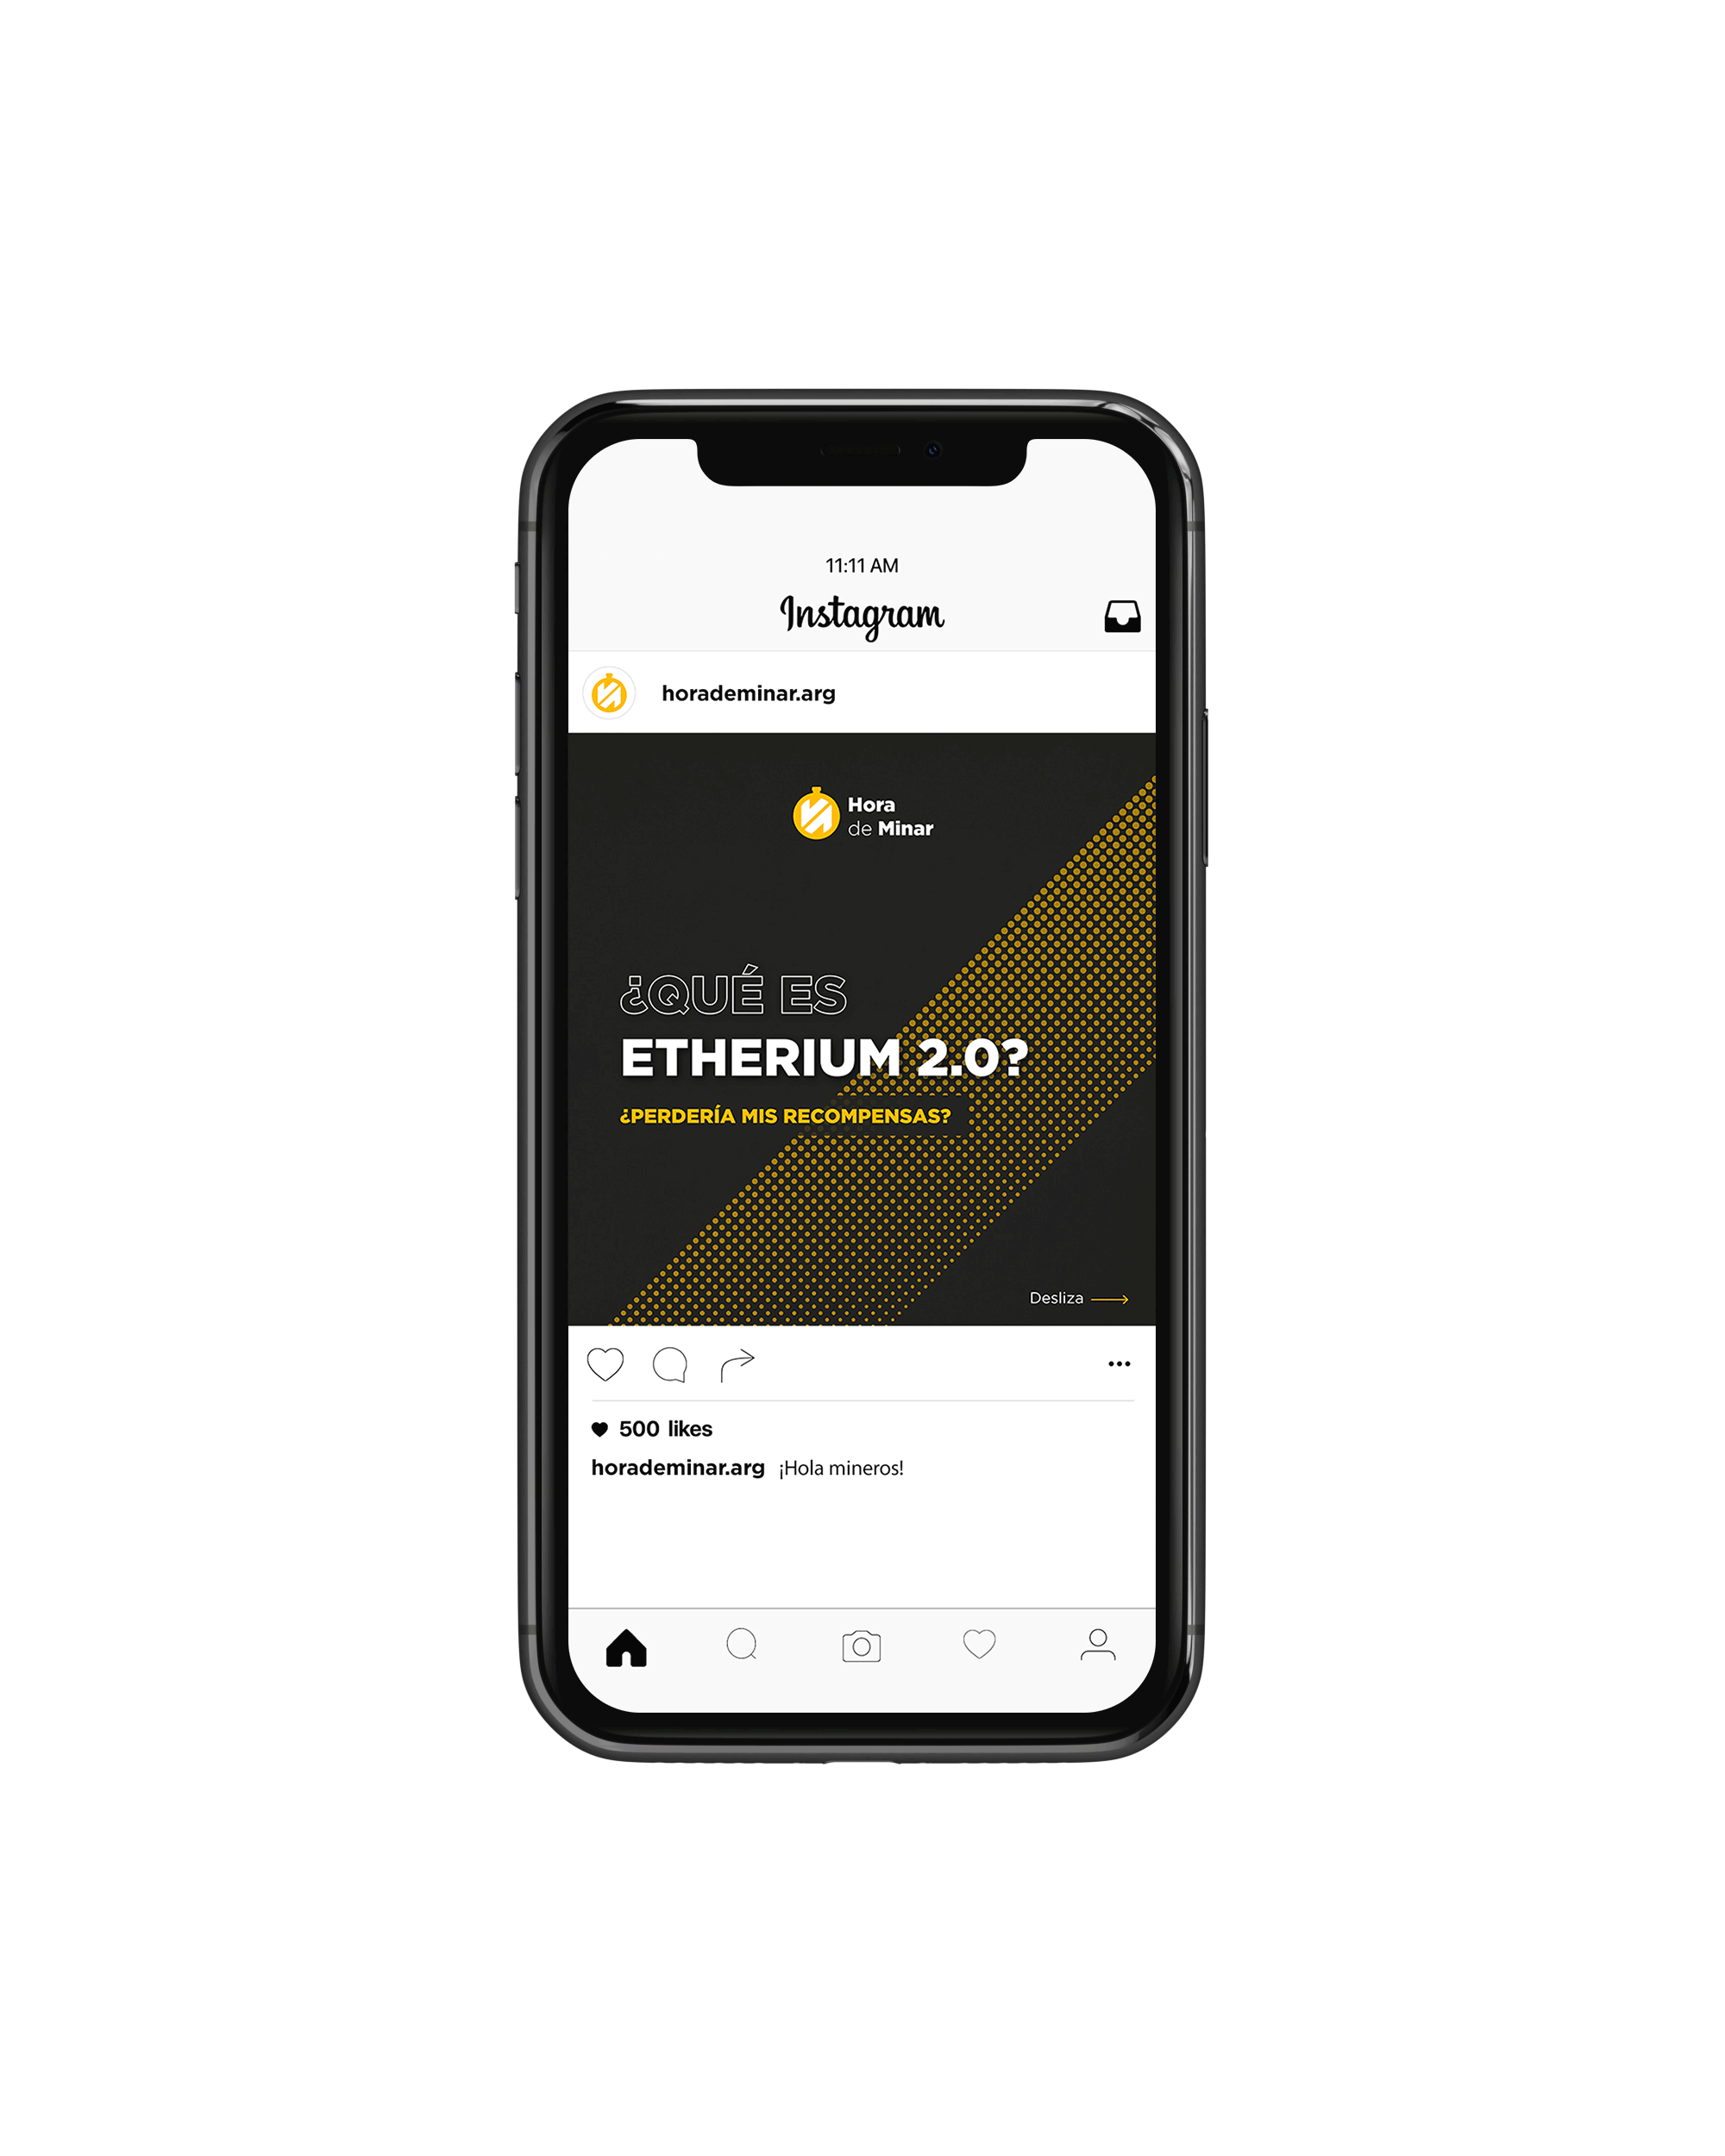 11:11 AM
Instagram
horademinar.arg
Hora
de Minar
¿QUÉ ES
ETHERIUM 2.0?
¿PERDERÍA MIS RECOMPENSAS?
Desliza
500 likes
horademinar.arg ¡Hola mineros!